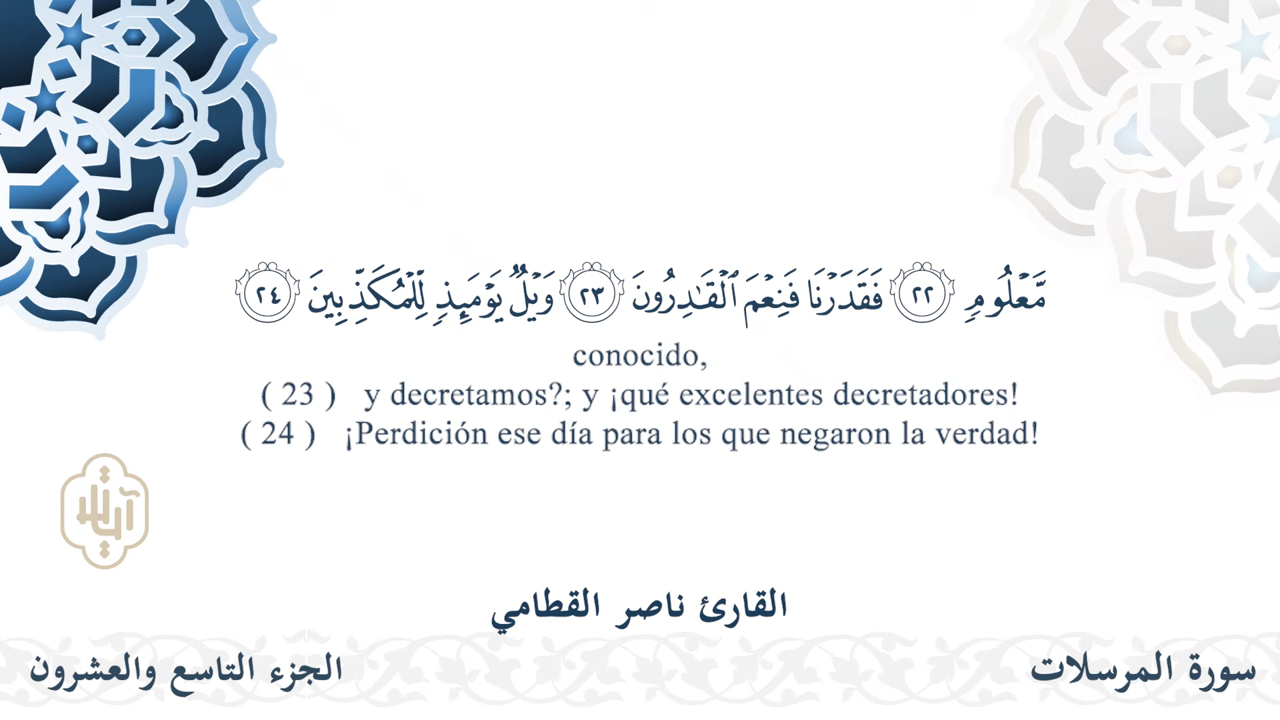 مَّعْلُومٍ ٢٢ فَقَدَرْنَا فَنِعْمَ ٱلْقَـٰدِرُونَ ٢٣ وَيْلٌ يَوْمَئِذٍ لِّلْمُكَذِّبِينَ ٢٤
conocido,
( 23 ) y decretamos?; y ¡qué excelentes decretadores!
( 24 ) ¡Perdición ese día para los que negaron la verdad!
آيات
القارئ ناصر القطامي
سورة المرسلات
الجزء التاسع والعشرون